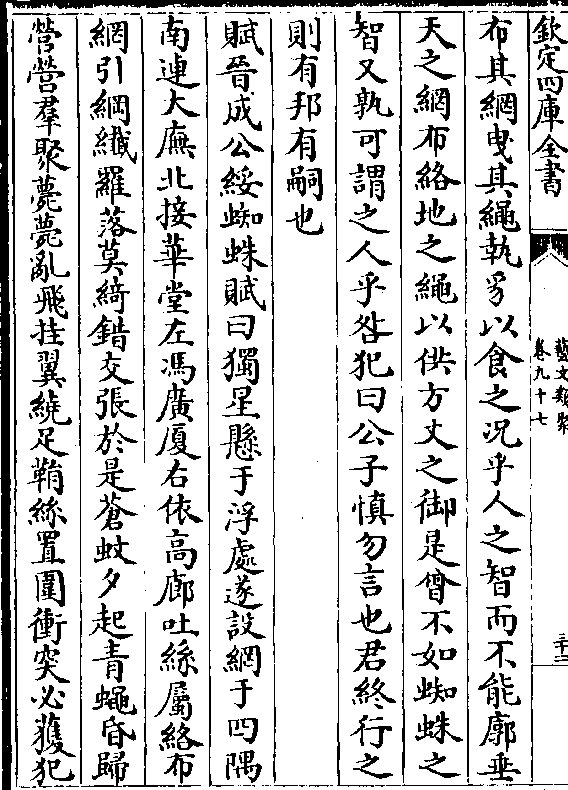 欽定四庫全書
藝文類聚
卷九十七
三十二
布其網曳其繩執豸以食之況乎人之智而不能廓垂
天之網布絡地之繩以供方丈之御是曾不如蜘蛛之
智又孰可謂之人乎咎犯曰公子慎勿言也君終行之
則有邦有嗣也
賦晉成公綏蜘蛛賦曰獨星懸于浮處遂設網于四隅
南連大廡北接華堂左馮廣厦右依高廊吐絲屬絡布
網引綱纖羅落莫綺錯交張於是蒼蚊夕起青蠅昏歸
營營羣聚薨薨亂飛挂翼繞足鞘絲置圍衝突必獲犯